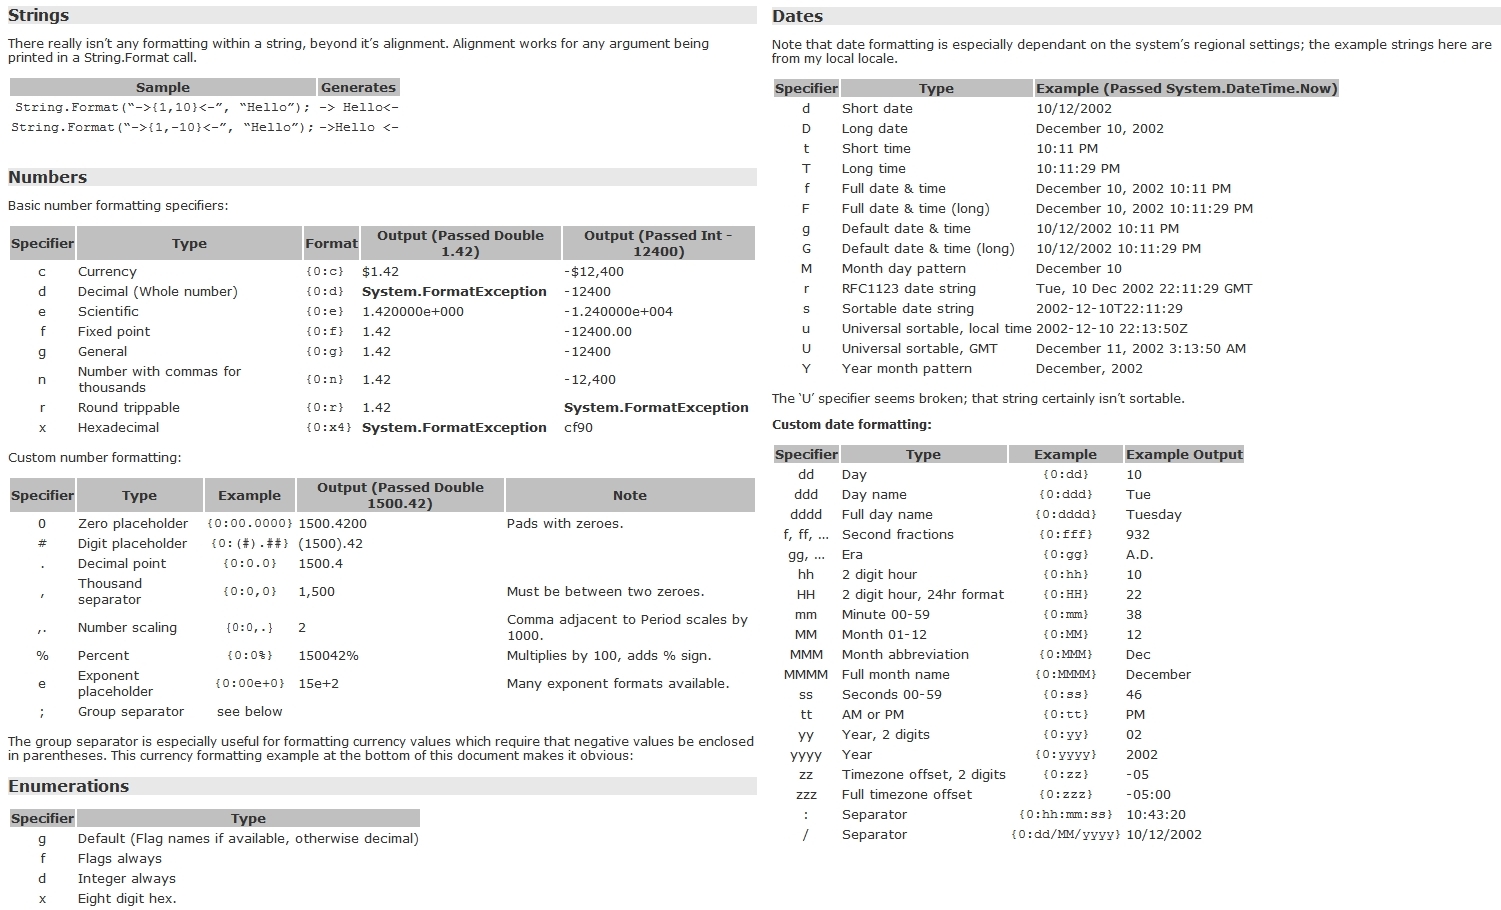 Strings
There really isn't any formatting within a string, beyond it's alignment. Alignment works for any argument being
printed in a String.Format call.
Sample Generates
String.Format("->{1,10}<-", "Hello"); -> Hello<-
String.Format("->{1,-10}<-", "Hello"); ->Hello <-
Numbers
Basic number formatting specifiers:
Specifier Type Format Output (Passed Double 1.42) Output (Passed Int -12400)
c Currency {0:c} $1.42 -$12,400
d Decimal (Whole number) {0:d} System.FormatException -12400
e Scientific {0:e} 1.420000e+000 -1.240000e+004
f Fixed point {0:f} 1.42 -12400.00
g General {0:g} 1.42 -12400
n Number with commas for thousands {0:n} 1.42 -12,400
r Round trippable {0:r} 1.42 System.FormatException
x Hexadecimal {0:x4} System.FormatException cf90
Custom number formatting:
Specifier Type Example Output (Passed Double 1500.42) Note
0 Zero placeholder {0:00.0000} 1500.4200 Pads with zeroes.
# Digit placeholder {0:(#).##} (1500).42
. Decimal point {0:0.0} 1500.4
, Thousand separator {0:0,0} 1,500 Must be between two zeroes.
,. Number scaling {0:0,.} 2 Comma adjacent to Period scales by 1000.
% Percent {0:0%} 150042% Multiplies by 100, adds % sign.
e Exponent placeholder {0:00e+0} 15e+2 Many exponent formats available.
; Group separator see below
The group separator is especially useful for formatting currency values which require that negative values be enclosed
in parentheses. This currency formatting example at the bottom of this document makes it obvious:
Enumerations
Specifier Type
g Default (Flag names if available, otherwise decimal)
f Flags always
d Integer always
x Eight digit hex.
Dates
Note that date formatting is especially dependant on the system's regional settings; the example strings here are
from my local locale.
Specifier Type Example (Passed System.DateTime.Now)
d Short date 10/12/2002
D Long date December 10, 2002
t Short time 10:11 PM
T Long time 10:11:29 PM
f Full date & time December 10, 2002 10:11 PM
F Full date & time (long) December 10, 2002 10:11:29 PM
g Default date & time 10/12/2002 10:11 PM
G Default date & time (long) 10/12/2002 10:11:29 PM
M Month day pattern December 10
r RFC1123 date string Tue, 10 Dec 2002 22:11:29 GMT
s Sortable date string 2002-12-10T22:11:29
u Universal sortable, local time 2002-12-10 22:13:50Z
U Universal sortable, GMT December 11, 2002 3:13:50 AM
Y Year month pattern December, 2002
The 'U' specifier seems broken; that string certainly isn't sortable.
Custom date formatting:
Specifier Type Example Example Output
dd Day {0:dd} 10
ddd Day name {0:ddd} Tue
dddd Full day name {0:dddd} Tuesday
f, ff, ... Second fractions {0:fff} 932
gg, ... Era {0:gg} A.D.
hh 2 digit hour {0:hh} 10
HH 2 digit hour, 24hr format {0:HH} 22
mm Minute 00-59 {0:mm} 38
MM Month 01-12 {0:MM} 12
MMM Month abbreviation {0:MMM} Dec
MMMM Full month name {0:MMMM} December
ss Seconds 00-59 {0:ss} 46
tt AM or PM {0:tt} PM
yy Year, 2 digits {0:yy} 02
yyyy Year {0:yyyy} 2002
zz Timezone offset, 2 digits {0:zz} -05
zzz Full timezone offset {0:zzz} -05:00
: Separator {0:hh:mm:ss} 10:43:20
/ Separator {0:dd/MM/yyyy} 10/12/2002